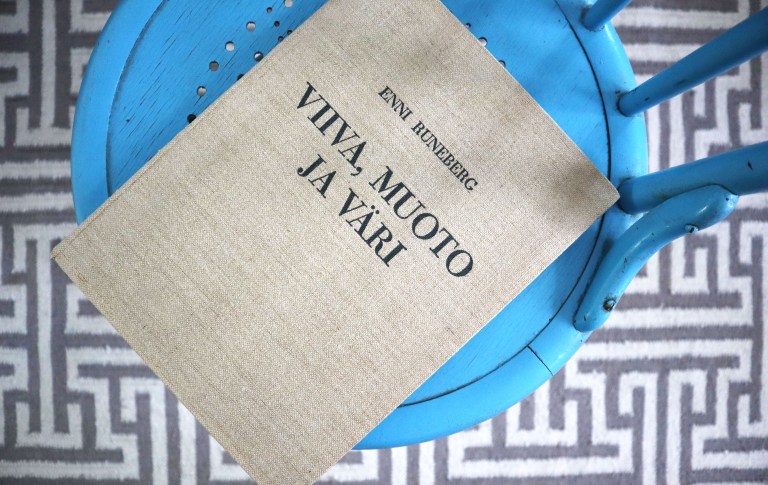 ENNI RUNEBERG
VIIVA, MUOTO
JA VÄRI